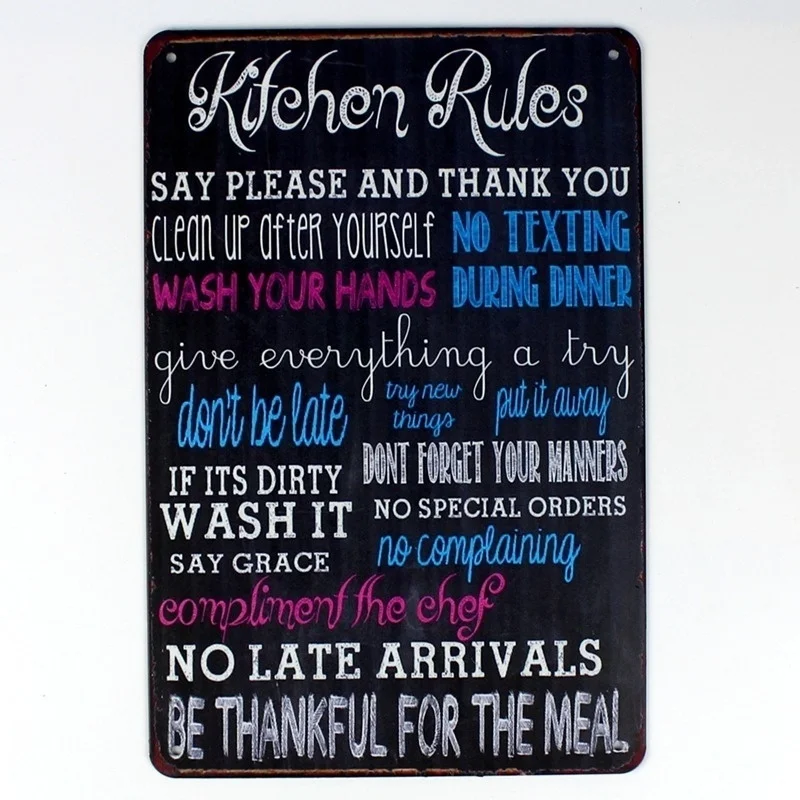 Kitchen Rules
SAY PLEASE AND THANK YOU
CLEAN UP AFTER YOURSELF
WASH YOUR HANDS
NO TEXTING
DURING DINNER
give everything a try
don't be late
try new
things
put it away
IF ITS DIRTY
WASH IT
SAY GRACE
DONT FORGET YOUR MANNERS
NO SPECIAL ORDERS
no complaining
compliment the chef
NO LATE ARRIVALS
BE THANKFUL FOR THE MEAL